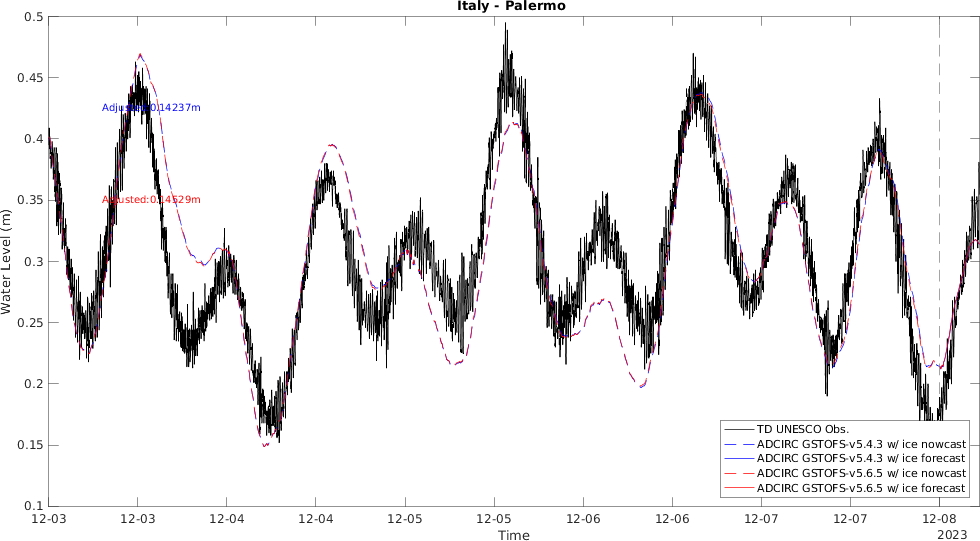 Italy - Palermo
0.5
0.45
0.4
0.35
0.3
0.25
0.2
0.15
0.1
Water Level (m)
Adjusted:0.14237m
Adjusted:0.14529m
TD UNESCO Obs.
ADCIRC GSTOFS-v5.4.3 w/ ice nowcast
ADCIRC GSTOFS-v5.4.3 w/ ice forecast
ADCIRC GSTOFS-v5.6.5 w/ ice nowcast
ADCIRC GSTOFS-v5.6.5 w/ ice forecast
12-03 12-03 12-04 12-04 12-05 12-05 12-06 12-06 12-07 12-07 12-08
Time 2023